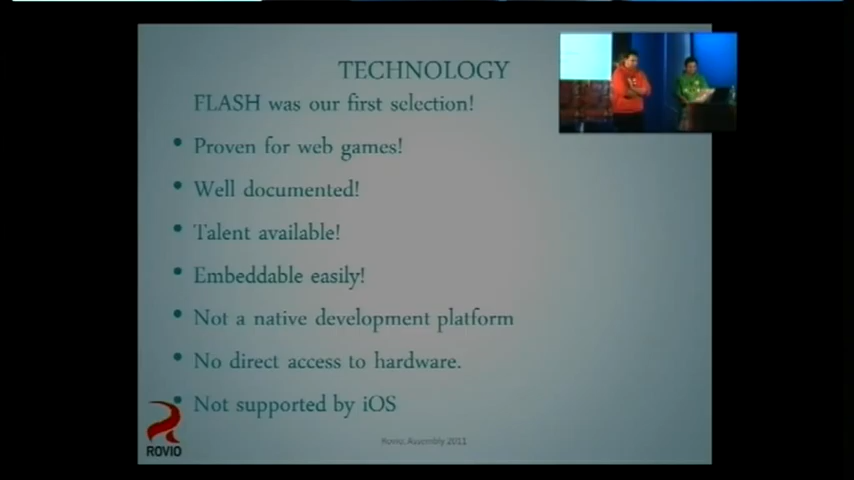 TECHNOLOGY
FLASH was our first selection!
• Proven for web games!
• Well documented!
• Talent available!
• Embeddable easily!
• Not a native development platform
• No direct access to hardware.
• Not supported by iOS
ROVIO
Rovio, Assembly 2011